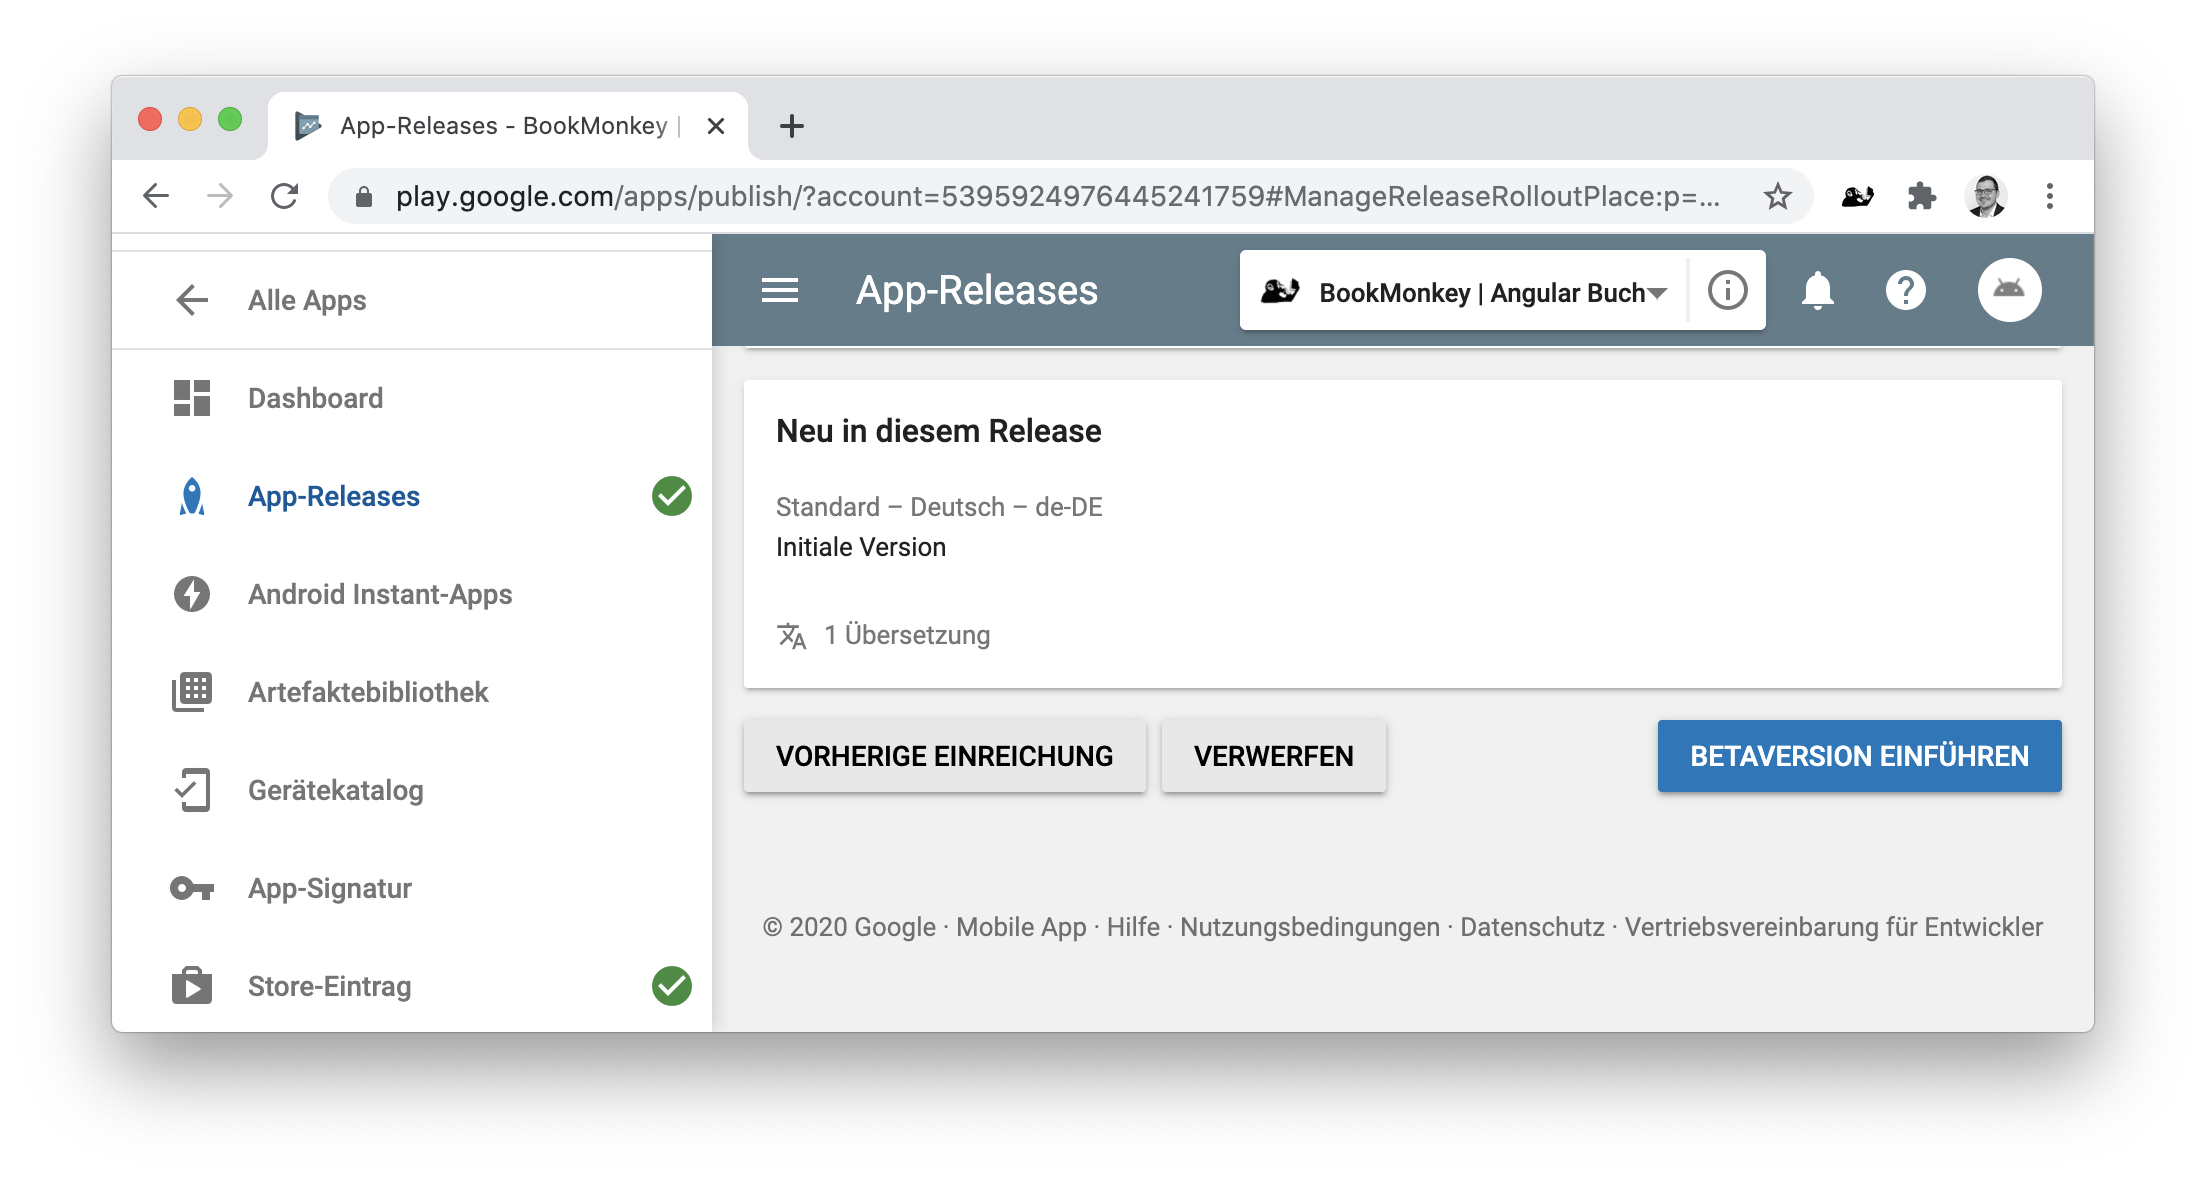 App-Releases - BookMonkey |
play.google.com/apps/publish/?account=5395924976445241759#ManageReleaseRolloutPlace:p=...
Alle Apps
Dashboard
App-Releases
Android Instant-Apps
Artefaktebibliothek
Gerätekatalog
App-Signatur
Store-Eintrag
App-Releases
BookMonkey | Angular Buch
Neu in diesem Release
Standard – Deutsch – de-DE
Initiale Version
1 Übersetzung
VORHERIGE EINREICHUNG
VERWERFEN
BETAVERSION EINFÜHREN
© 2020 Google · Mobile App · Hilfe · Nutzungsbedingungen · Datenschutz · Vertriebsvereinbarung für Entwickler